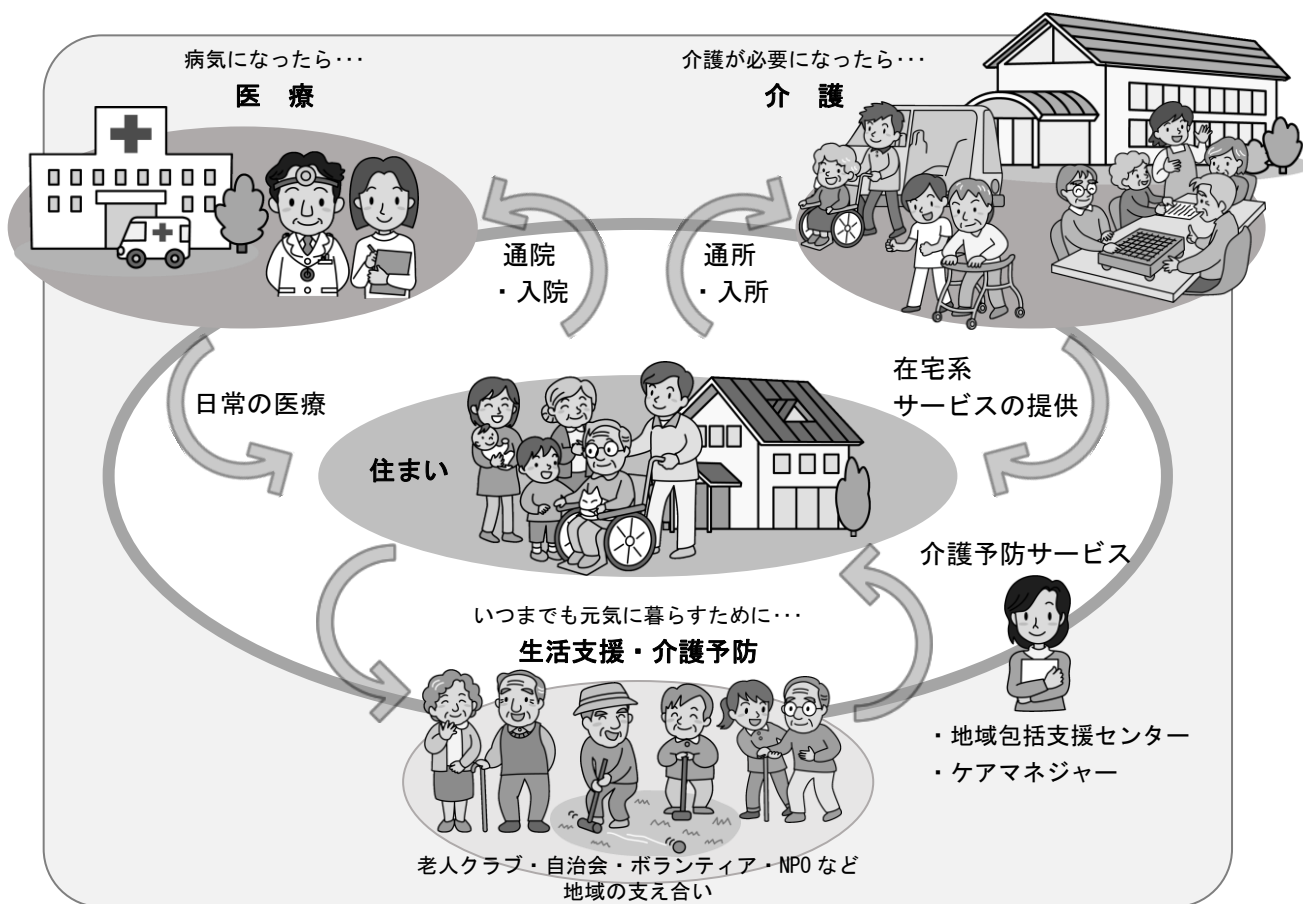 病気になったら･･･
医 療
介護が必要になったら･･･
介 護
通院
・入院
通所
・入所
日常の医療
在宅系
サービスの提供
住まい
介護予防サービス
いつまでも元気に暮らすために･･･
生活支援・介護予防
・地域包括支援センター
・ケアマネジャー
老人クラブ・自治会・ボランティア・NPO など
地域の支え合い